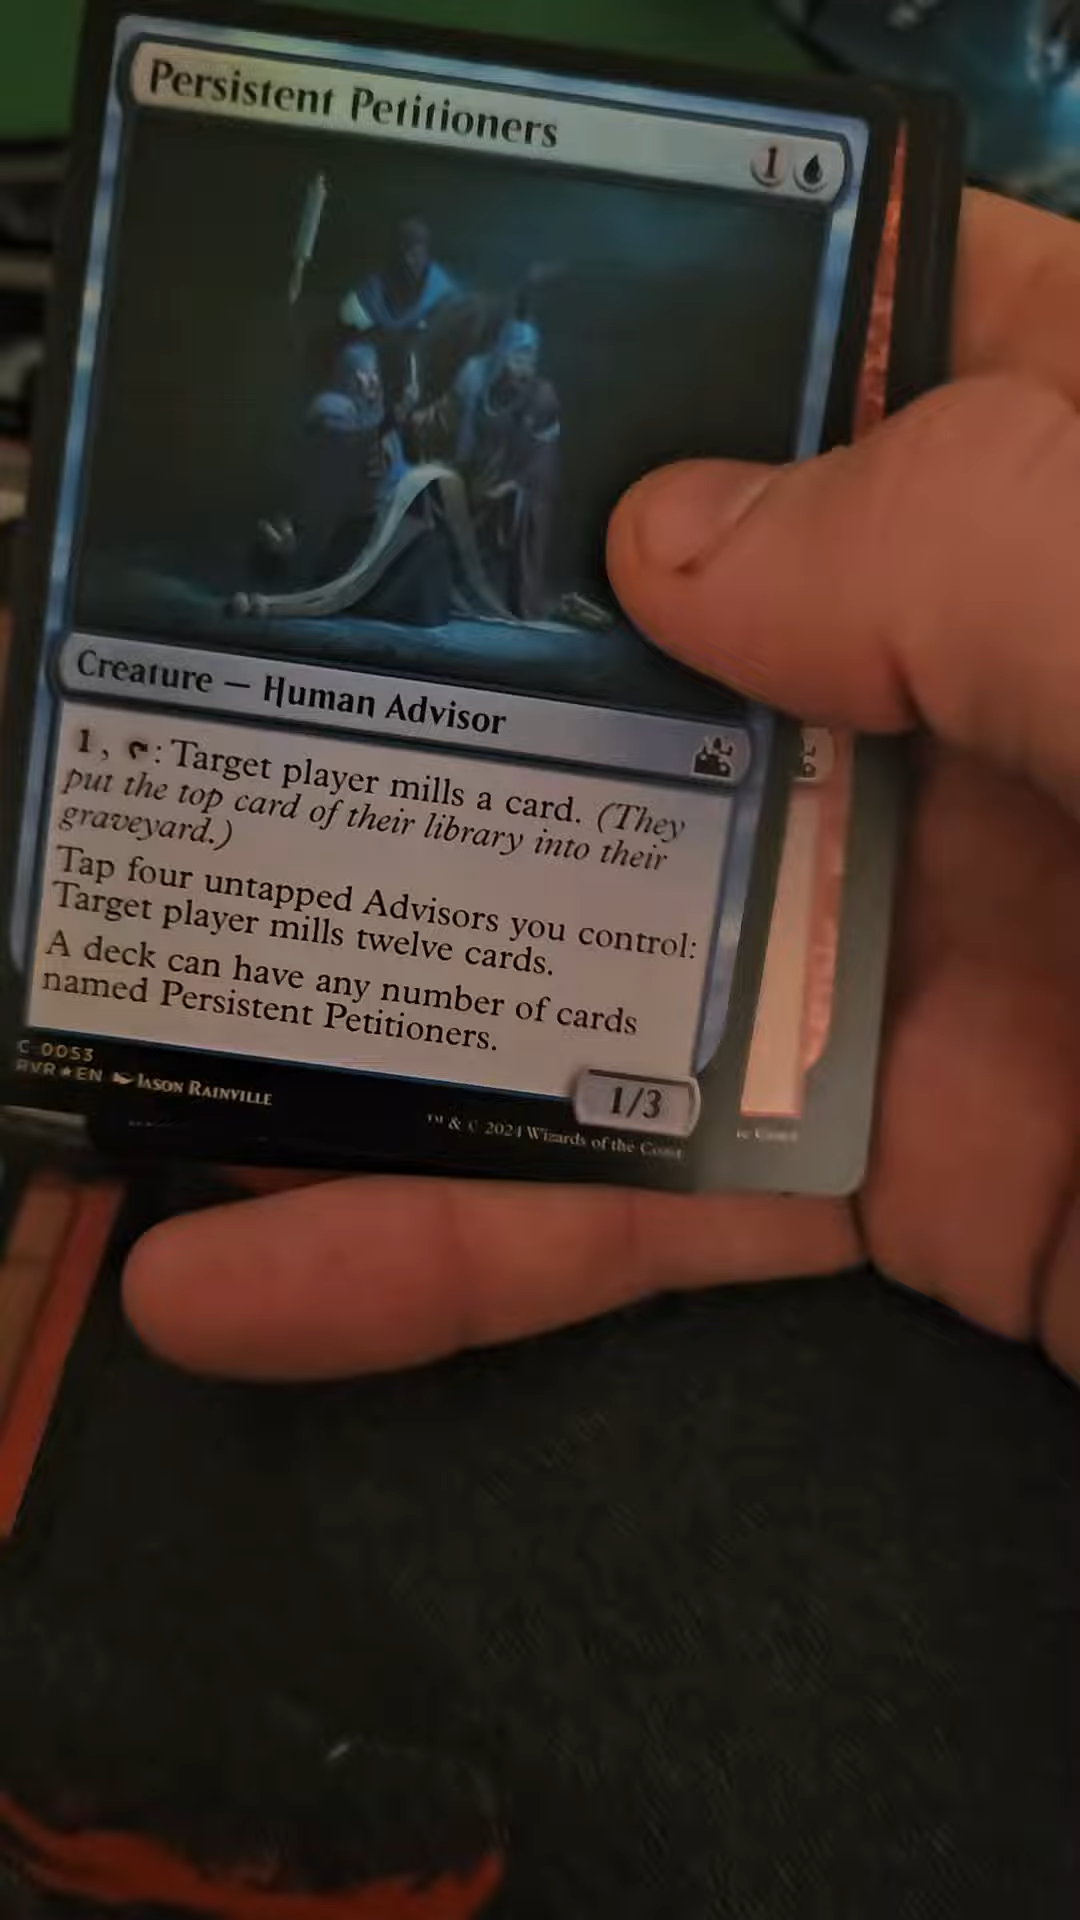 Persistent Petitioners
1
Creature — Human Advisor
1, : Target player mills a card. (They
put the top card of their library into their
graveyard.)
Tap four untapped Advisors you control:
Target player mills twelve cards.
A deck can have any number of cards
named Persistent Petitioners.
1/3
C 0053
RVR★EN JASON RAINVILLE
™ & © 2024 Wizards of the Coast